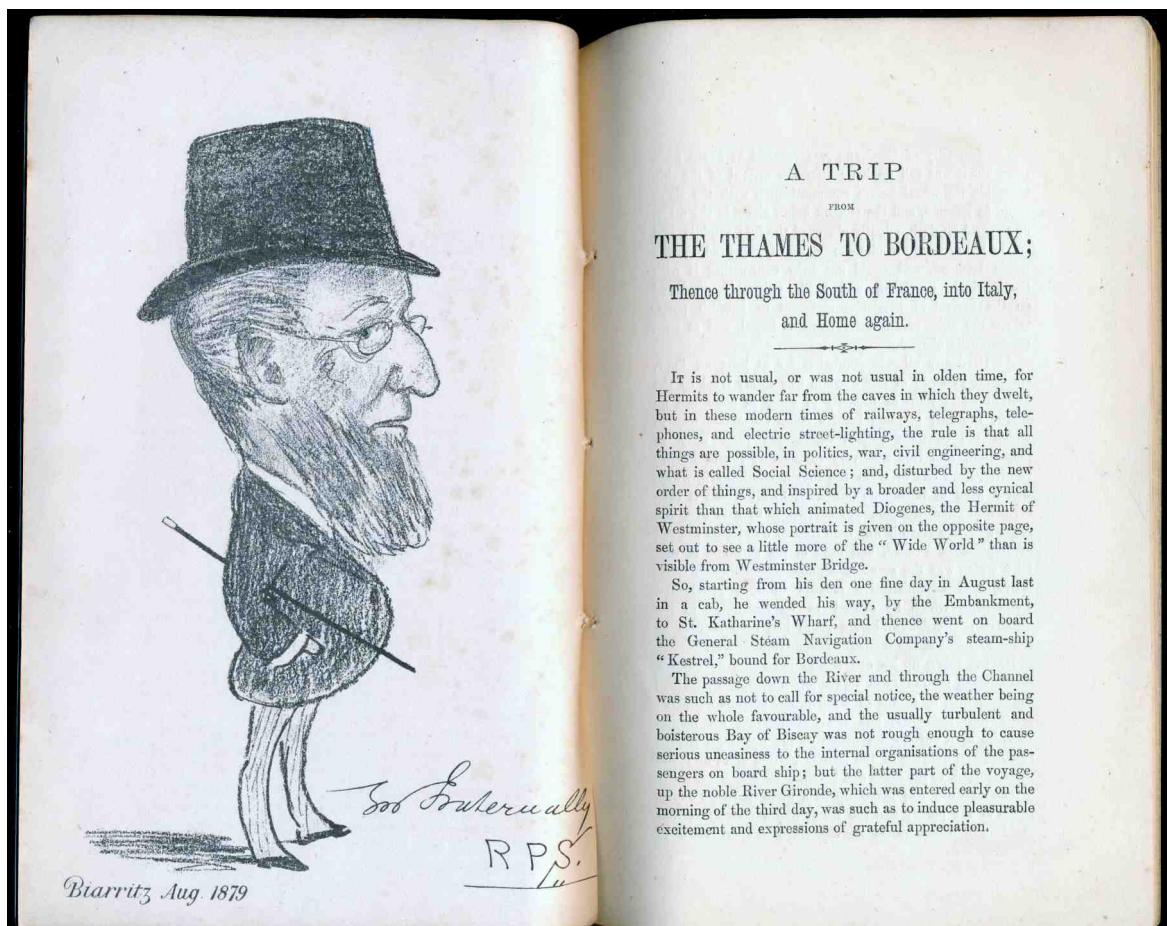 Yrs Fraternally
R P S.
Biarritz Aug. 1879
A TRIP
FROM
THE THAMES TO BORDEAUX;
Thence through the South of France, into Italy,
and Home again.
IT is not usual, or was not usual in olden time, for
Hermits to wander far from the caves in which they dwelt,
but in these modern times of railways, telegraphs, tele-
phones, and electric street-lighting, the rule is that all
things are possible, in politics, war, civil engineering, and
what is called Social Science; and, disturbed by the new
order of things, and inspired by a broader and less cynical
spirit than that which animated Diogenes, the Hermit of
Westminster, whose portrait is given on the opposite page,
set out to see a little more of the “ Wide World ” than is
visible from Westminster Bridge.
So, starting from his den one fine day in August last
in a cab, he wended his way, by the Embankment,
to St. Katharine's Wharf, and thence went on board
the General Steam Navigation Company's steam-ship
“ Kestrel,” bound for Bordeaux.
The passage down the River and through the Channel
was such as not to call for special notice, the weather being
on the whole favourable, and the usually turbulent and
boisterous Bay of Biscay was not rough enough to cause
serious uneasiness to the internal organisations of the pas-
sengers on board ship; but the latter part of the voyage,
up the noble River Gironde, which was entered early on the
morning of the third day, was such as to induce pleasurable
excitement and expressions of grateful appreciation.